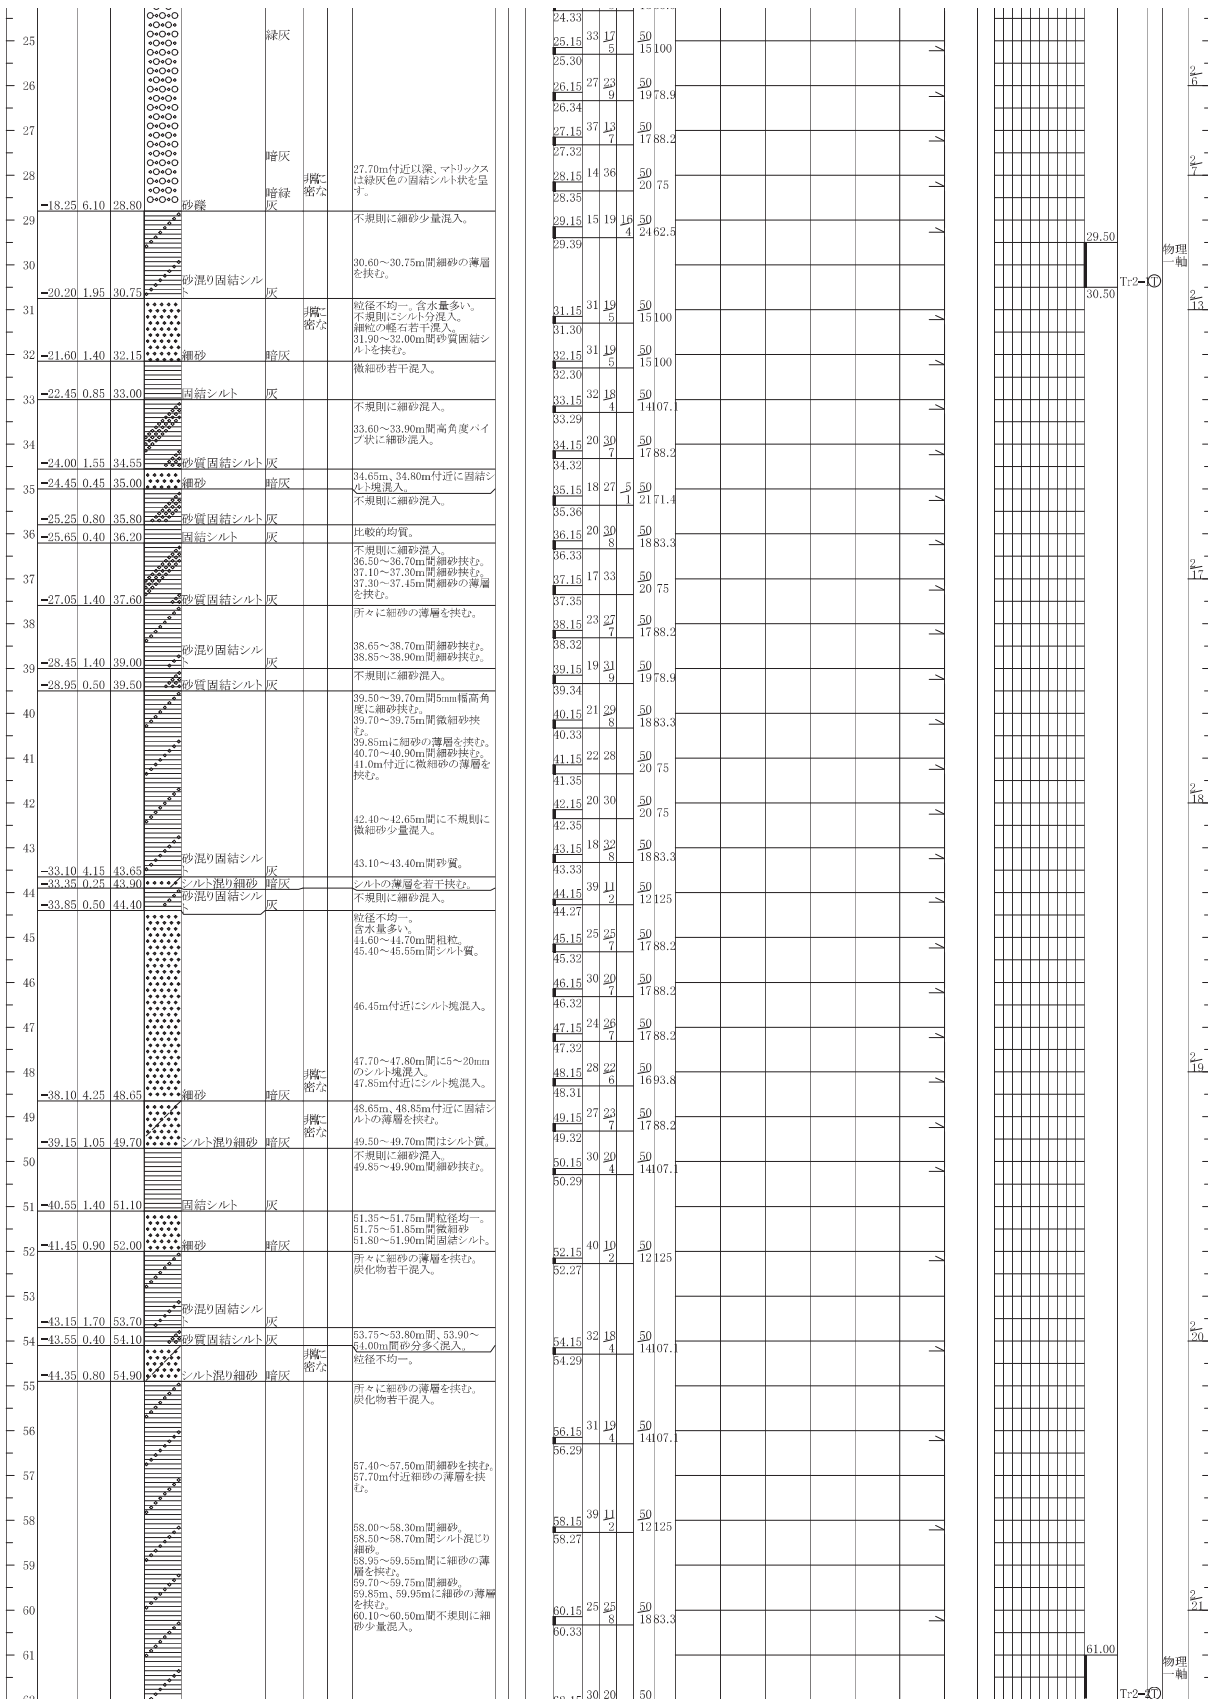 24.33
25
緑灰
25.15 33 17 50
5 15 100
25.30
26
26.15 27 23 50
9 19 78.9
26.34
2
6
27
27.15 37 13 50
7 17 88.2
27.32
暗灰
28
非常に
密な
27.70m付近以深、マトリックス
は緑灰色の固結シルト状を呈
す。
28.15 14 36 50
20 75
28.35
2
7
暗緑
灰
-18.25 6.10 28.80 砂礫
29
不規則に細砂少量混入。
29.15 15 19 16 50
4 24 62.5
29.39
29.50
物理
一軸
30
30.60～30.75m間細砂の薄層
を挟む。
砂混り固結シル
ト
-20.20 1.95 30.75 灰
Tr2-1Ⓣ
30.50
2
13
31
非常に
密な
粒径不均一。含水量多い。
不規則にシルト分混入。
細粒の軽石若干混入。
31.90～32.00m間砂質固結シ
ルトを挟む。
31.15 31 19 50
5 15 100
31.30
32 -21.60 1.40 32.15 細砂 暗灰
32.15 31 19 50
5 15 100
32.30
微細砂若干混入。
33 -22.45 0.85 33.00 固結シルト 灰
33.15 32 18 50
4 14 107.1
33.29
不規則に細砂混入。
33.60～33.90m間高角度パイ
プ状に細砂混入。
34
34.15 20 30 50
7 17 88.2
34.32
-24.00 1.55 34.55 砂質固結シルト 灰
34.65m、34.80m付近に固結シ
ルト塊混入。
35 -24.45 0.45 35.00 細砂 暗灰
35.15 18 27 5 50
1 21 71.4
35.36
不規則に細砂混入。
-25.25 0.80 35.80 砂質固結シルト 灰
36 -25.65 0.40 36.20 固結シルト 灰
比較的均質。
36.15 20 30 50
8 18 83.3
36.33
不規則に細砂混入。
36.50～36.70m間細砂挟む。
37.10～37.30m間細砂挟む。
37.30～37.45m間細砂の薄層
を挟む。
37
37.15 17 33 50
20 75
37.35
2
17
-27.05 1.40 37.60 砂質固結シルト 灰
38
所々に細砂の薄層を挟む。
38.15 23 27 50
7 17 88.2
38.32
38.65～38.70m間細砂挟む。
38.85～38.90m間細砂挟む。
砂混り固結シル
ト
39 -28.45 1.40 39.00 灰
39.15 19 31 50
9 19 78.9
39.34
不規則に細砂混入。
-28.95 0.50 39.50 砂質固結シルト 灰
40
39.50～39.70m間5mm幅高角
度に細砂挟む。
39.70～39.75m間微細砂挟
む。
39.85mに細砂の薄層を挟む。
40.70～40.90m間細砂挟む。
41.0m付近に微細砂の薄層を
挟む。
40.15 21 29 50
8 18 83.3
40.33
41
41.15 22 28 50
20 75
41.35
42
42.15 20 30 50
20 75
42.35
2
18
42.40～42.65m間に不規則に
微細砂少量混入。
43
43.15 18 32 50
8 18 83.3
43.33
43.10～43.40m間砂質。
砂混り固結シル
ト
-33.10 4.15 43.65 灰
-33.35 0.25 43.90 シルト混り細砂 暗灰
シルトの薄層を若干挟む。
44
44.15 39 11 50
2 12 125
44.27
砂混り固結シル
ト
-33.85 0.50 44.40 灰
不規則に細砂混入。
45
粒径不均一。
含水量多い。
44.60～44.70m間粗粒。
45.40～45.55m間シルト質。
45.15 25 25 50
7 17 88.2
45.32
46
46.15 30 20 50
7 17 88.2
46.32
46.45m付近にシルト塊混入。
47
47.15 24 26 50
7 17 88.2
47.32
47.70～47.80m間に5～20mm
のシルト塊混入。
47.85m付近にシルト塊混入。
48
非常に
密な
48.15 28 22 50
6 16 93.8
48.31
2
19
-38.10 4.25 48.65 細砂 暗灰
49
非常に
密な
48.65m、48.85m付近に固結シ
ルトの薄層を挟む。
49.15 27 23 50
7 17 88.2
49.32
-39.15 1.05 49.70 シルト混り細砂 暗灰
49.50～49.70m間はシルト質。
50
不規則に細砂混入。
49.85～49.90m間細砂挟む。
50.15 30 20 50
4 14 107.1
50.29
51 -40.55 1.40 51.10 固結シルト 灰
51.35～51.75m間粒径均一。
51.75～51.85m間微細砂
51.80～51.90m間固結シルト。
52 -41.45 0.90 52.00 細砂 暗灰
52.15 40 10 50
2 12 125
52.27
所々に細砂の薄層を挟む。
炭化物若干混入。
53
砂混り固結シル
ト
-43.15 1.70 53.70 灰
54 -43.55 0.40 54.10 砂質固結シルト 灰
53.75～53.80m間、53.90～
54.00m間砂分多く混入。
54.15 32 18 50
4 14 107.1
54.29
2
20
非常に
密な
粒径不均一。
-44.35 0.80 54.90 シルト混り細砂 暗灰
55
所々に細砂の薄層を挟む。
炭化物若干混入。
56
56.15 31 19 50
4 14 107.1
56.29
57
57.40～57.50m間細砂を挟む。
57.70m付近細砂の薄層を挟
む。
58
58.15 39 11 50
2 12 125
58.27
58.00～58.30m間細砂。
58.50～58.70m間シルト混じり
細砂。
58.95～59.55m間に細砂の薄
層を挟む。
59.70～59.75m間細砂。
59.85m、59.95mに細砂の薄層
を挟む。
60.10～60.50m間不規則に細
砂少量混入。
59
60
60.15 25 25 50
8 18 83.3
60.33
2
21
61
61.00
物理
一軸
Tr2-2Ⓣ
30 20 50